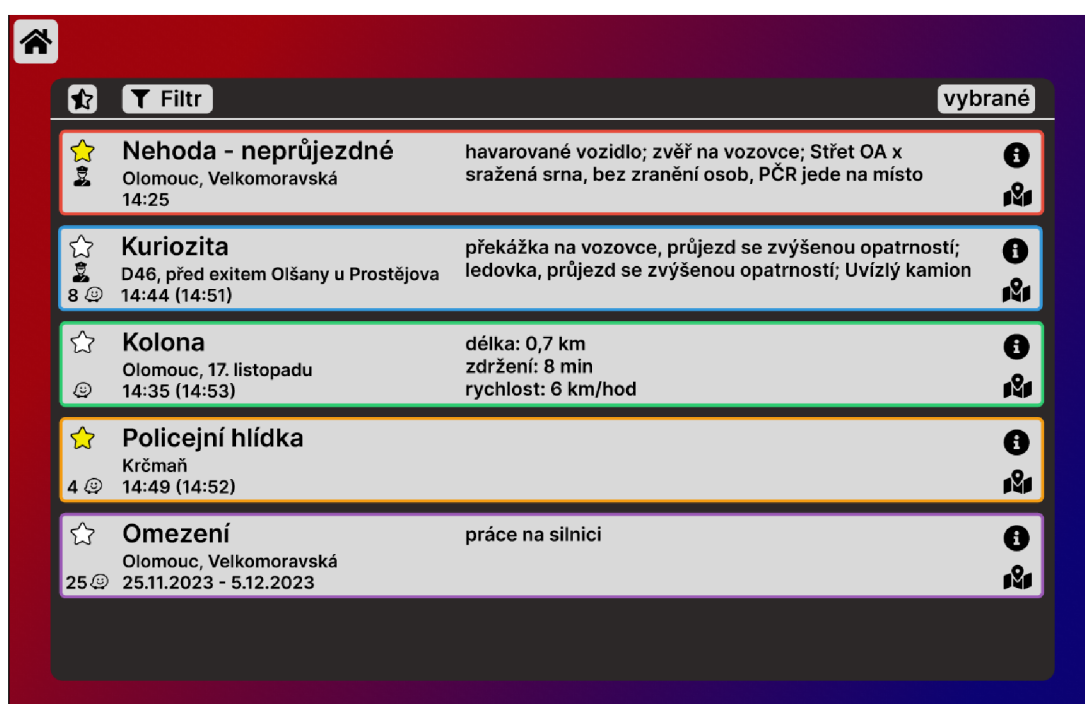 Filtr
vybrané
Nehoda - neprůjezdné
Olomouc, Velkomoravská
14:25
havarované vozidlo; zvěř na vozovce; Střet OA x
sražená srna, bez zranění osob, PČR jede na místo
Kuriozita
D46, před exitem Olšany u Prostějova
8 14:44 (14:51)
překážka na vozovce, průjezd se zvýšenou opatrností;
ledovka, průjezd se zvýšenou opatrností; Uvízlý kamion
Kolona
Olomouc, 17. listopadu
14:35 (14:53)
délka: 0,7 km
zdržení: 8 min
rychlost: 6 km/hod
Policejní hlídka
Krčmaň
4 14:49 (14:52)
Omezení
Olomouc, Velkomoravská
25 25.11.2023 - 5.12.2023
práce na silnici